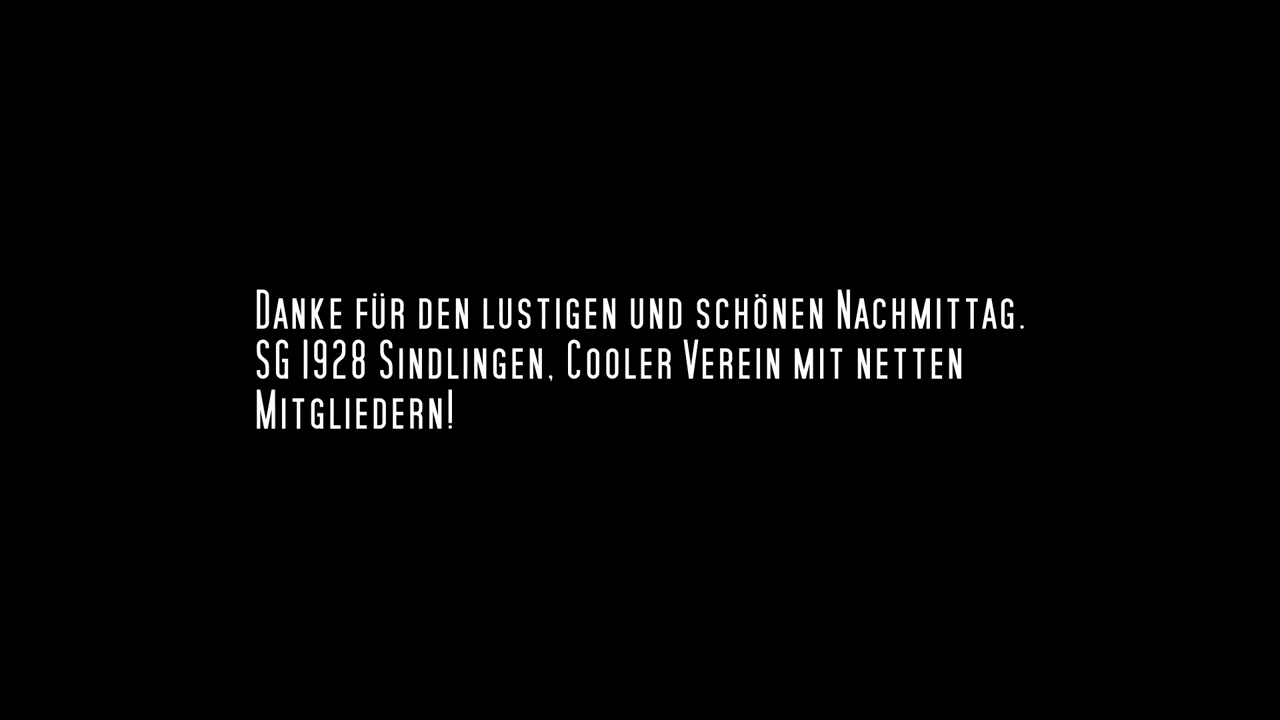 Danke für den lustigen und schönen Nachmittag.
SG 1928 Sindlingen, Cooler Verein mit netten
Mitgliedern!